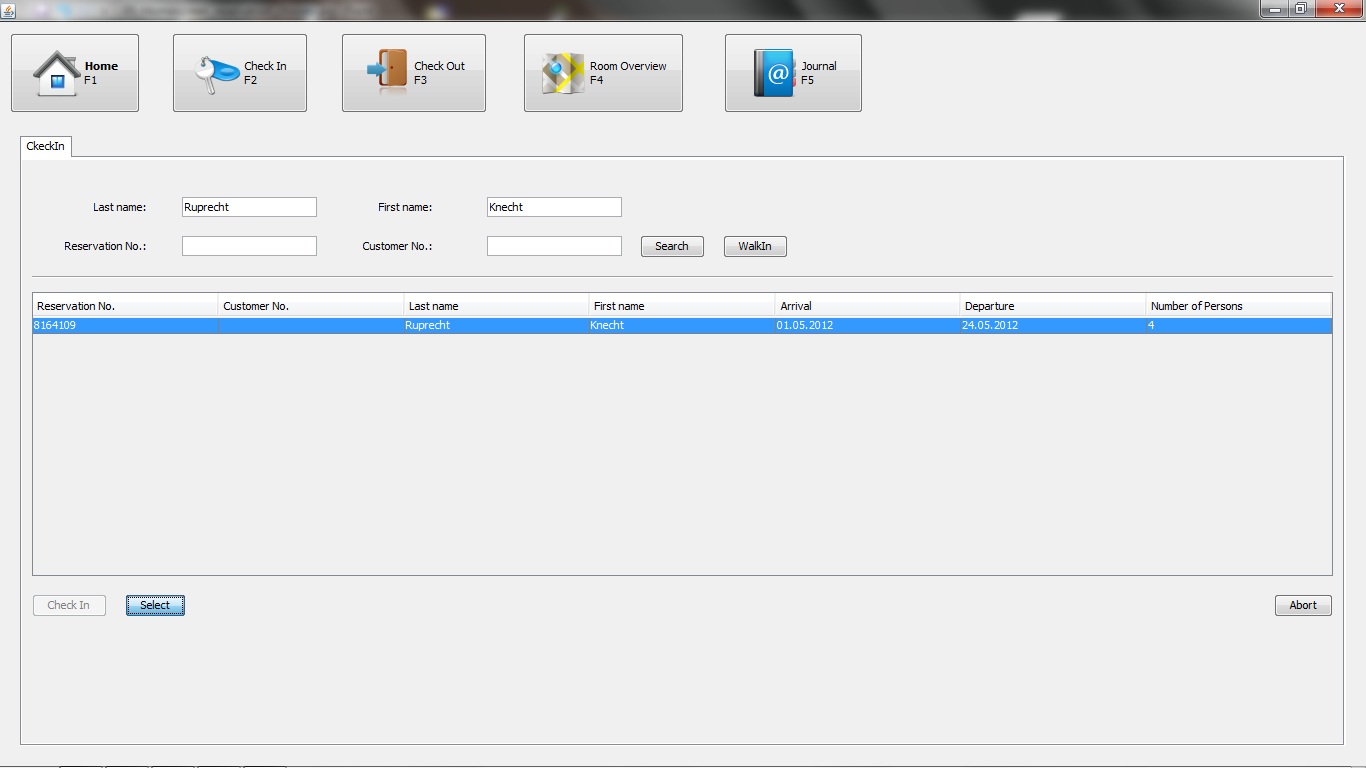 Home
F1
Check In
F2
Check Out
F3
Room Overview
F4
Journal
F5
CkeckIn
Last name: Ruprecht First name: Knecht
Reservation No.: Customer No.: Search WalkIn
Reservation No. Customer No. Last name First name Arrival Departure Number of Persons
8164109 Ruprecht Knecht 01.05.2012 24.05.2012 4
Check In Select Abort